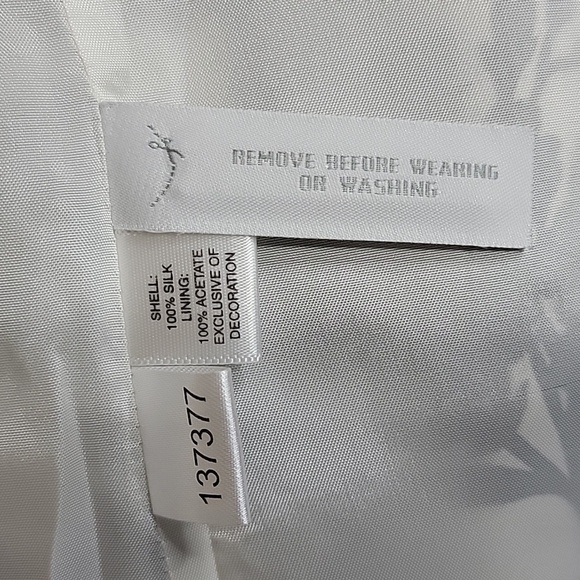 REMOVE BEFORE WEARING
OR WASHING
SHELL:
100% SILK
LINING:
100% ACETATE
EXCLUSIVE OF
DECORATION
137377